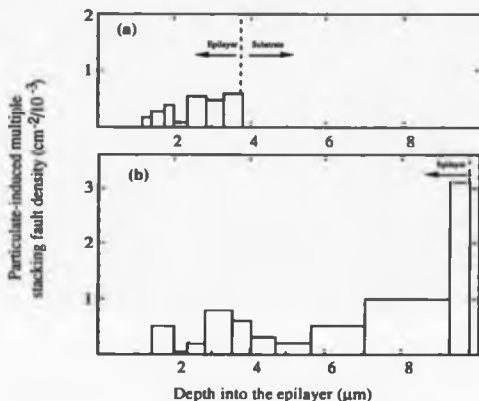 Particulate-induced multiple
stacking fault density (cm-2/10-3)
2
(a)
Epilayer
Substrate
1
2
4
6
8
(b)
Epilayer
3
2
1
2
4
6
8
Depth into the epilayer (μm)